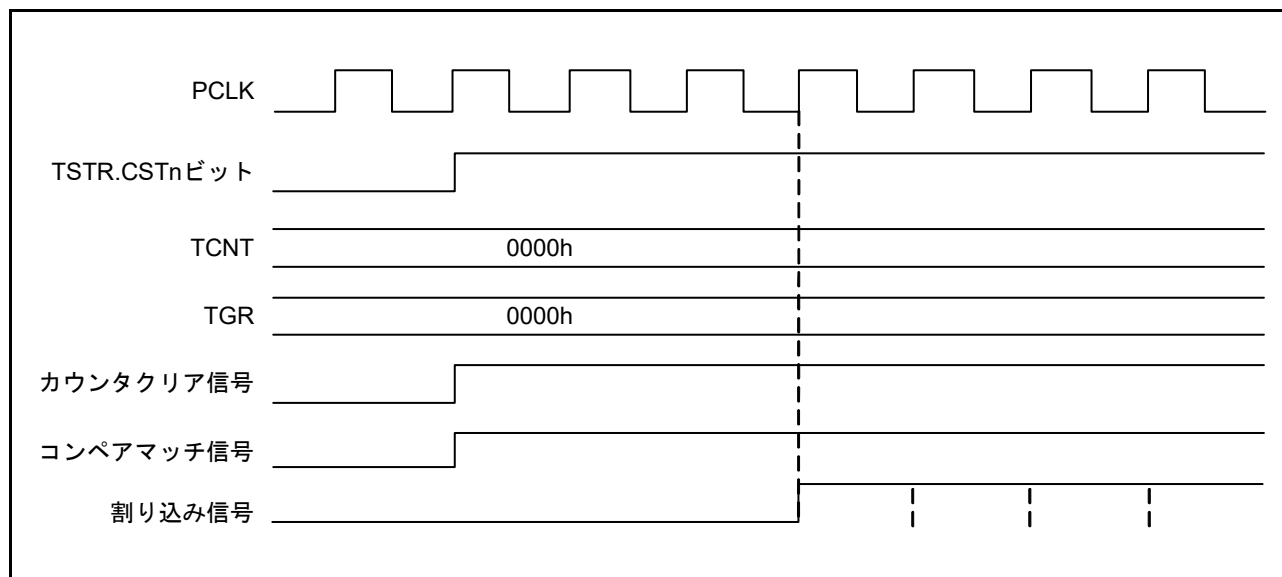 PCLK
TSTR.CSTnビット
TCNT 0000h
TGR 0000h
カウンタクリア信号
コンペアマッチ信号
割り込み信号